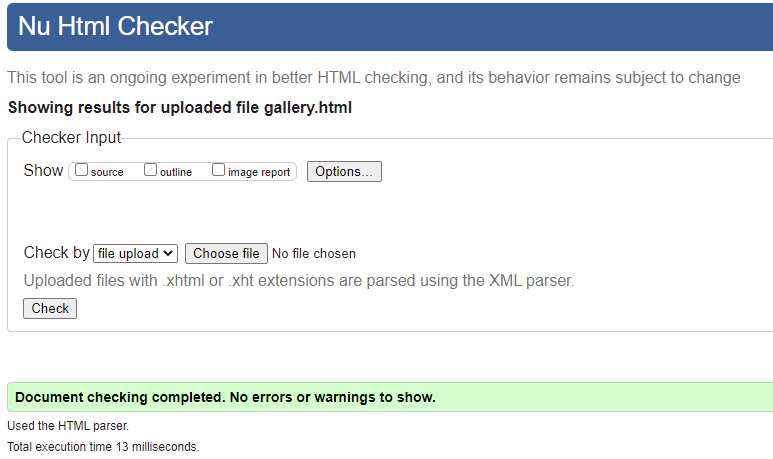 Nu Html Checker
This tool is an ongoing experiment in better HTML checking, and its behavior remains subject to change
Showing results for uploaded file gallery.html
Checker Input
Show source outline image report Options...
Check by file upload Choose file No file chosen
Uploaded files with .xhtml or .xht extensions are parsed using the XML parser.
Check
Document checking completed. No errors or warnings to show.
Used the HTML parser.
Total execution time 13 milliseconds.